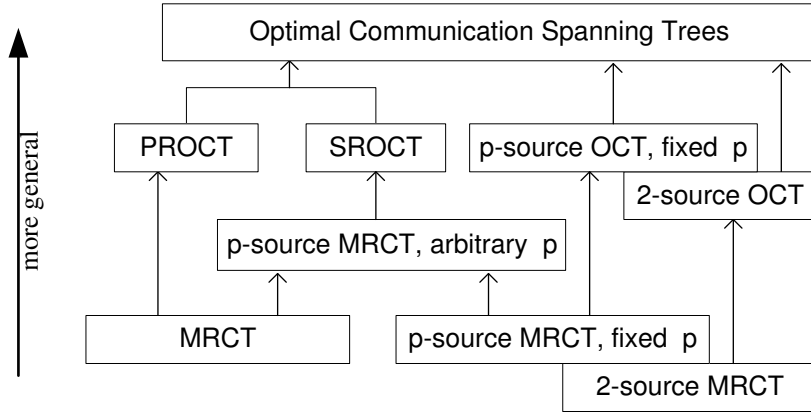 Optimal Communication Spanning Trees
PROCT
SROCT
p-source OCT, fixed p
2-source OCT
p-source MRCT, arbitrary p
MRCT
p-source MRCT, fixed p
2-source MRCT
more general